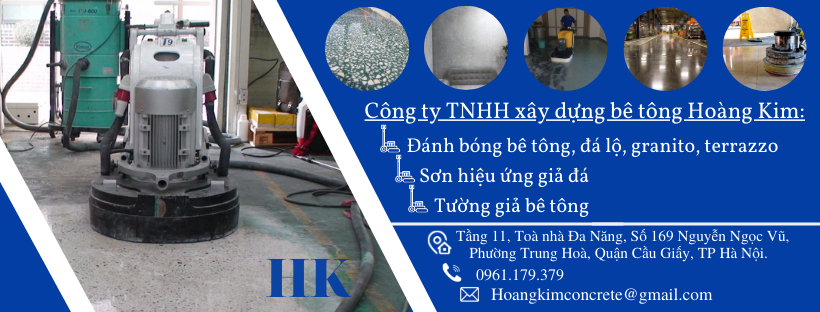 Công ty TNHH xây dựng bê tông Hoàng Kim:
Đánh bóng bê tông, đá lộ, granito, terrazzo
Sơn hiệu ứng giả đá
Tường giả bê tông
Tầng 11, Toà nhà Đa Năng, Số 169 Nguyễn Ngọc Vũ,
Phường Trung Hoà, Quận Cầu Giấy, TP Hà Nội.
0961.179.379
Hoangkimconcrete@gmail.com
HK